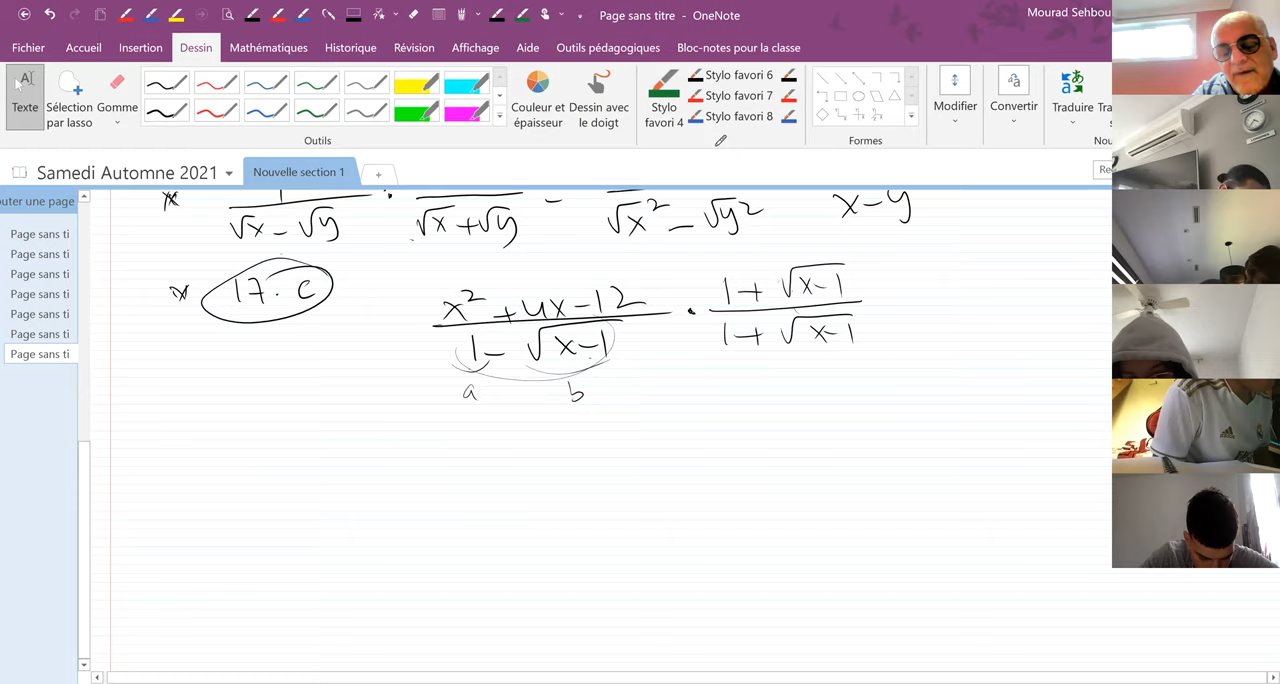 Page sans titre - OneNote
Mourad Sehbou
Fichier Accueil Insertion Dessin Mathématiques Historique Révision Affichage Aide Outils pédagogiques Bloc-notes pour la classe
Texte
Sélection par lasso
Gomme
Couleur et épaisseur
Dessin avec le doigt
Stylo favori 4
Stylo favori 6
Stylo favori 7
Stylo favori 8
Modifier
Convertir
Traduire
Outils
Formes
Samedi Automne 2021
Nouvelle section 1
outer une page
Page sans ti
Page sans ti
Page sans ti
Page sans ti
Page sans ti
Page sans ti
Page sans ti
√x - √y
√x + √y
√x² - √y²
x - y
17. c
x² + 4x - 12 / 1 - √x-1 · 1 + √x-1 / 1 + √x-1
a b